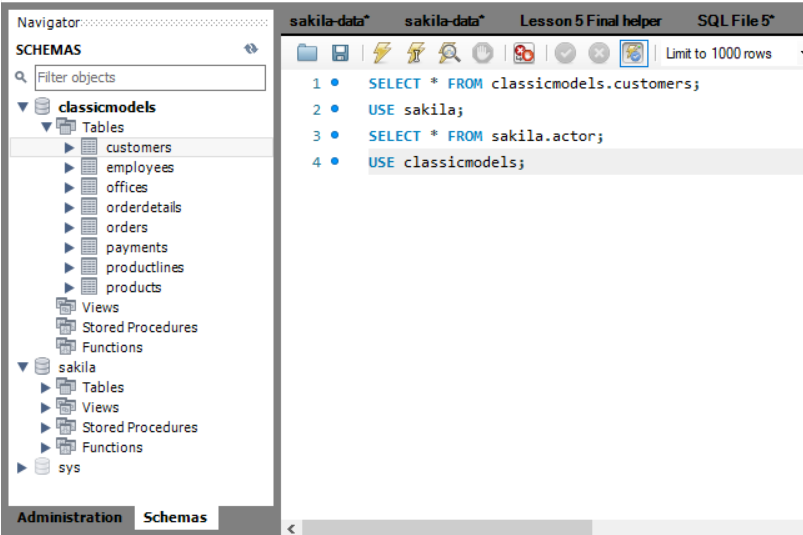 Navigator
SCHEMAS
Filter objects
classicmodels
Tables
customers
employees
offices
orderdetails
orders
payments
productlines
products
Views
Stored Procedures
Functions
sakila
Tables
Views
Stored Procedures
Functions
sys
Administration Schemas
sakila-data* sakila-data* Lesson 5 Final helper SQL File 5*
Limit to 1000 rows
1 SELECT * FROM classicmodels.customers;
2 USE sakila;
3 SELECT * FROM sakila.actor;
4 USE classicmodels;